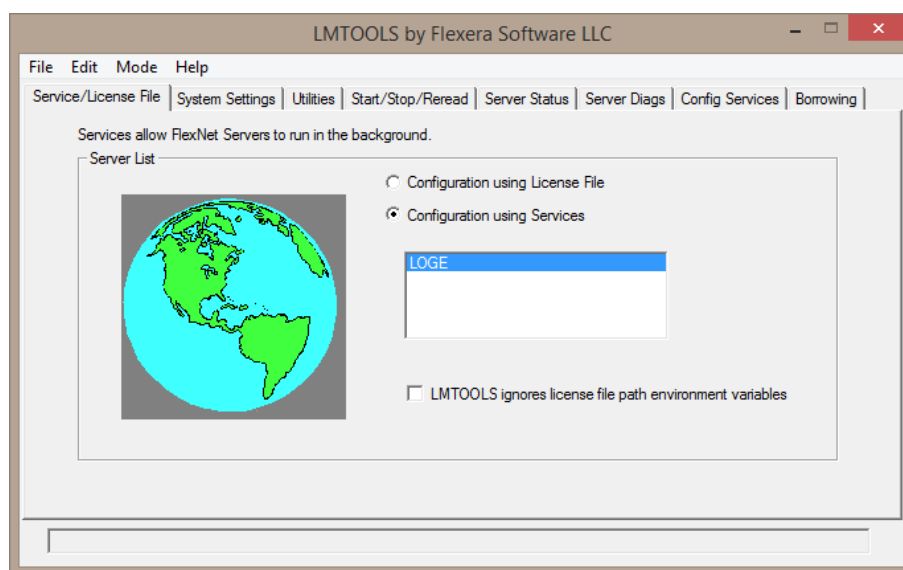 LMTOOLS by Flexera Software LLC
File Edit Mode Help
Service/License File System Settings Utilities Start/Stop/Reread Server Status Server Diags Config Services Borrowing
Services allow FlexNet Servers to run in the background.
Server List
Configuration using License File
Configuration using Services
LOGE
LMTOOLS ignores license file path environment variables